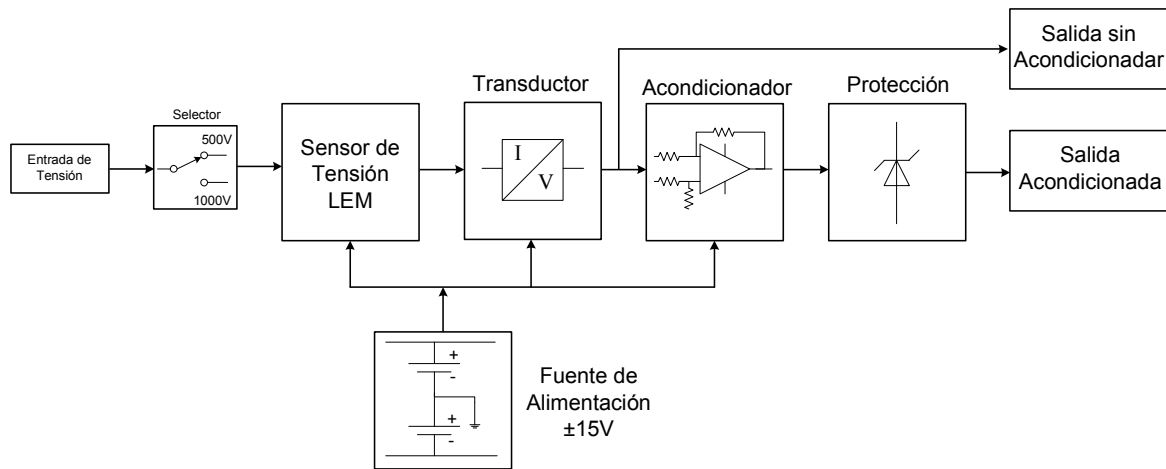 Entrada de
Tensión
Selector
500V
1000V
Sensor de
Tensión
LEM
Transductor
I
V
Acondicionador
Protección
Salida sin
Acondicionadar
Salida
Acondicionada
+
-
+
-
Fuente de
Alimentación
±15V